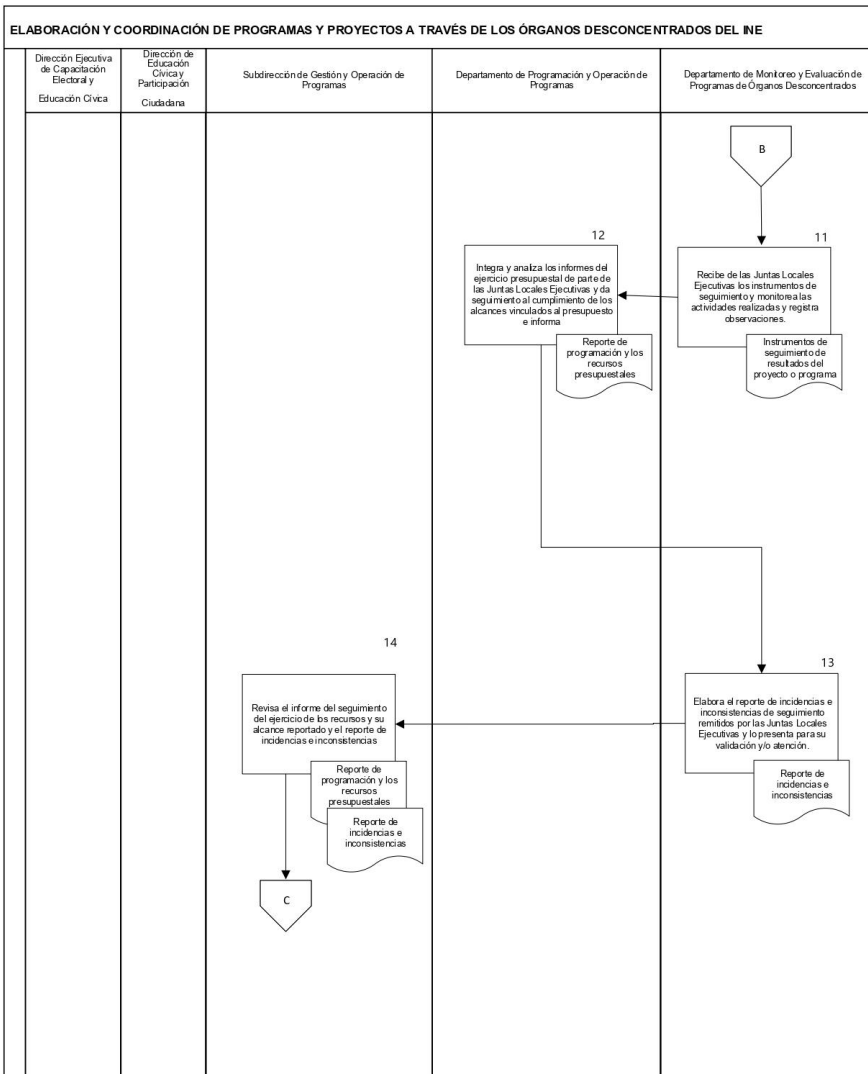 ELABORACIÓN Y COORDINACIÓN DE PROGRAMAS Y PROYECTOS A TRAVÉS DE LOS ÓRGANOS DESCONCENTRADOS DEL INE
Dirección Ejecutiva
de Capacitación
Electoral y
Educación Cívica
Dirección de
Educación
Cívica y
Participación
Ciudadana
Subdirección de Gestión y Operación de
Programas
Departamento de Programación y Operación de
Programas
Departamento de Monitoreo y Evaluación de
Programas de Órganos Desconcentrados
B
11
Recibe de las Juntas Locales
Ejecutivas los instrumentos de
seguimiento y monitorea las
actividades realizadas y registra
observaciones.
Instrumentos de
seguimiento de
resultados del
proyecto o programa
12
Integra y analiza los informes del
ejercicio presupuestal de parte de
las Juntas Locales Ejecutivas y da
seguimiento al cumplimiento de los
alcances vinculados al presupuesto
e informa
Reporte de
programación y los
recursos
presupuestales
13
Elabora el reporte de incidencias e
inconsistencias de seguimiento
remitidos por las Juntas Locales
Ejecutivas y lo presenta para su
validación y/o atención.
Reporte de
incidencias e
inconsistencias
14
Revisa el informe del seguimiento
del ejercicio de los recursos y su
alcance reportado y el reporte de
incidencias e inconsistencias
Reporte de
programación y los
recursos
presupuestales
Reporte de
incidencias e
inconsistencias
C